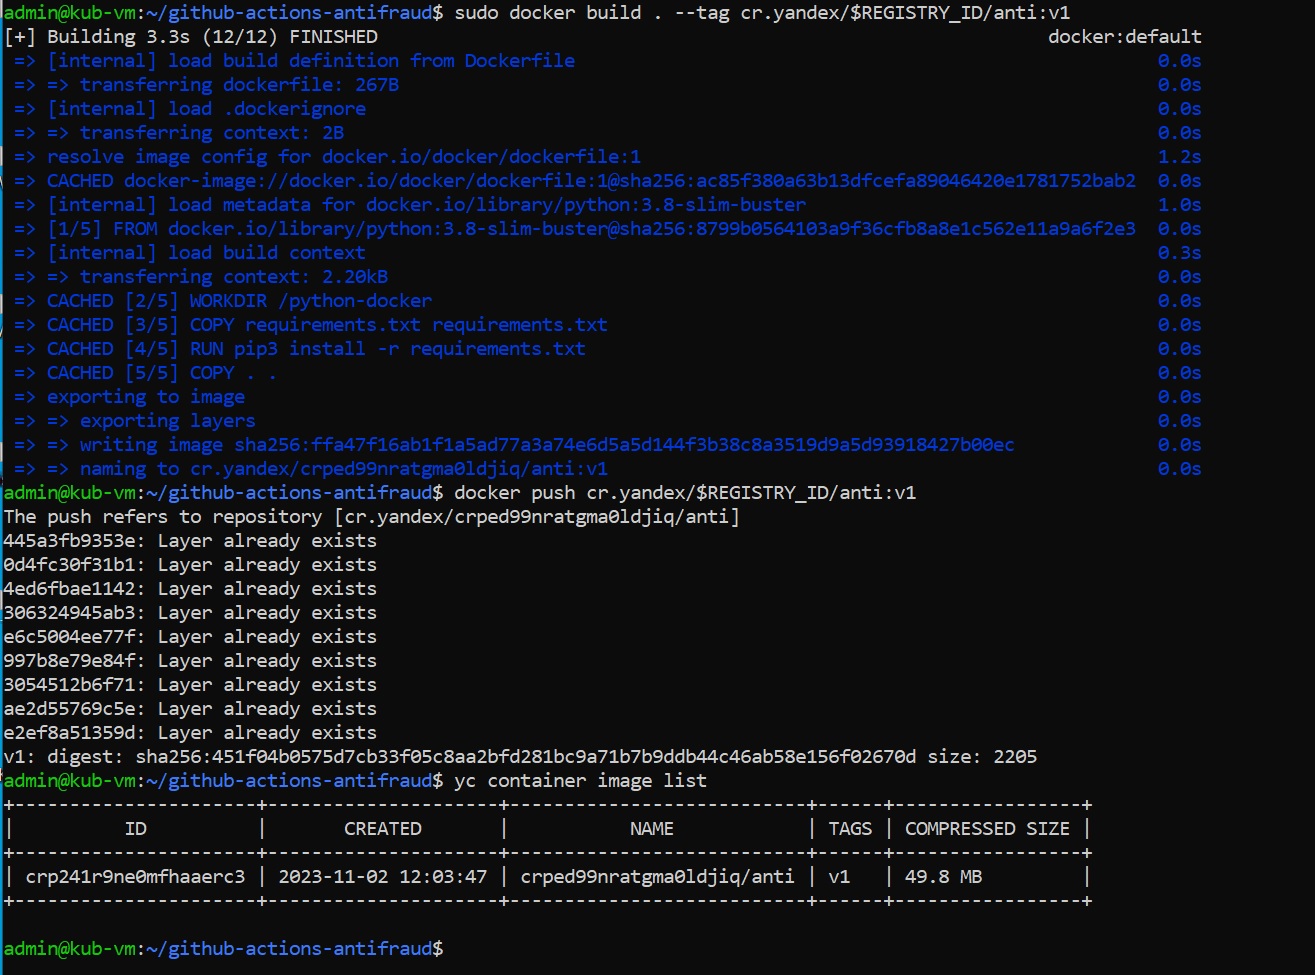 admin@kub-vm:~/github-actions-antifraud$ sudo docker build . --tag cr.yandex/$REGISTRY_ID/anti:v1
[+] Building 3.3s (12/12) FINISHED docker:default
=> [internal] load build definition from Dockerfile 0.0s
=> => transferring dockerfile: 267B 0.0s
=> [internal] load .dockerignore 0.0s
=> => transferring context: 2B 0.0s
=> resolve image config for docker.io/docker/dockerfile:1 1.2s
=> CACHED docker-image://docker.io/docker/dockerfile:1@sha256:ac85f380a63b13dfcefa89046420e1781752bab2 0.0s
=> [internal] load metadata for docker.io/library/python:3.8-slim-buster 1.0s
=> [1/5] FROM docker.io/library/python:3.8-slim-buster@sha256:8799b0564103a9f36cfb8a8e1c562e11a9a6f2e3 0.0s
=> [internal] load build context 0.3s
=> => transferring context: 2.20kB 0.0s
=> CACHED [2/5] WORKDIR /python-docker 0.0s
=> CACHED [3/5] COPY requirements.txt requirements.txt 0.0s
=> CACHED [4/5] RUN pip3 install -r requirements.txt 0.0s
=> CACHED [5/5] COPY . . 0.0s
=> exporting to image 0.0s
=> => exporting layers 0.0s
=> => writing image sha256:ffa47f16ab1f1a5ad77a3a74e6d5a5d144f3b38c8a3519d9a5d93918427b00ec 0.0s
=> => naming to cr.yandex/crped99nratgma0ldjiq/anti:v1 0.0s
admin@kub-vm:~/github-actions-antifraud$ docker push cr.yandex/$REGISTRY_ID/anti:v1
The push refers to repository [cr.yandex/crped99nratgma0ldjiq/anti]
445a3fb9353e: Layer already exists
0d4fc30f31b1: Layer already exists
4ed6fbae1142: Layer already exists
306324945ab3: Layer already exists
e6c5004ee77f: Layer already exists
997b8e79e84f: Layer already exists
3054512b6f71: Layer already exists
ae2d55769c5e: Layer already exists
e2ef8a51359d: Layer already exists
v1: digest: sha256:451f04b0575d7cb33f05c8aa2bfd281bc9a71b7b9ddb44c46ab58e156f02670d size: 2205
admin@kub-vm:~/github-actions-antifraud$ yc container image list
+----------------------+---------------------+---------------------------+------+-----------------+
| ID | CREATED | NAME | TAGS | COMPRESSED SIZE |
+----------------------+---------------------+---------------------------+------+-----------------+
| crp241r9ne0mfhaaerc3 | 2023-11-02 12:03:47 | crped99nratgma0ldjiq/anti | v1 | 49.8 MB |
+----------------------+---------------------+---------------------------+------+-----------------+
admin@kub-vm:~/github-actions-antifraud$